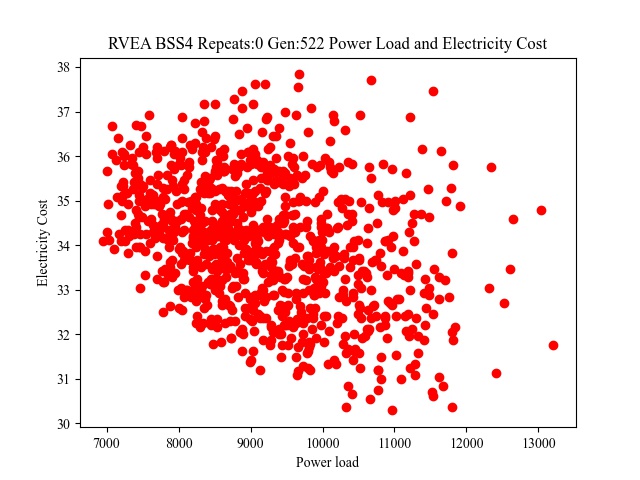 RVEA BSS4 Repeats:0 Gen:522 Power Load and Electricity Cost
38
37
36
35
34
33
32
31
30
Electricity Cost
7000 8000 9000 10000 11000 12000 13000
Power load